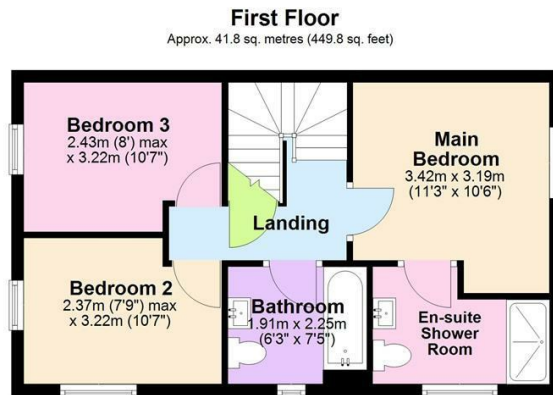 First Floor
Approx. 41.8 sq. metres (449.8 sq. feet)
Bedroom 3
2.43m (8') max
x 3.22m (10'7")
Main
Bedroom
3.42m x 3.19m
(11'3" x 10'6")
Landing
Bedroom 2
2.37m (7'9") max
x 3.22m (10'7")
Bathroom
1.91m x 2.25m
(6'3" x 7'5")
En-suite
Shower
Room